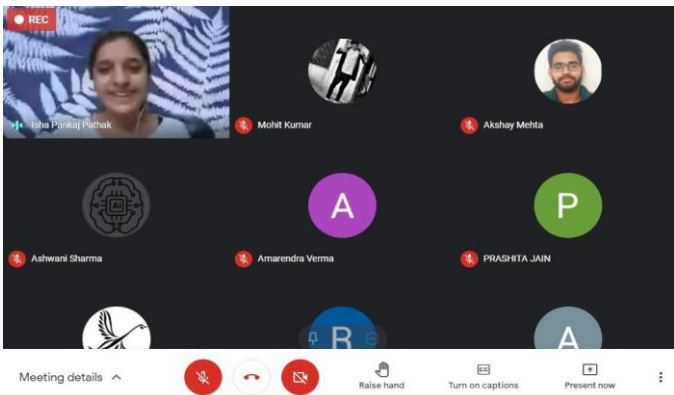 REC
Isha Pankaj Pathak
Mohit Kumar
Akshay Mehta
AI
Ashwani Sharma
A
Amarendra Verma
P
PRASHITA JAIN
A
Meeting details
Raise hand
CC
Turn on captions
Present now